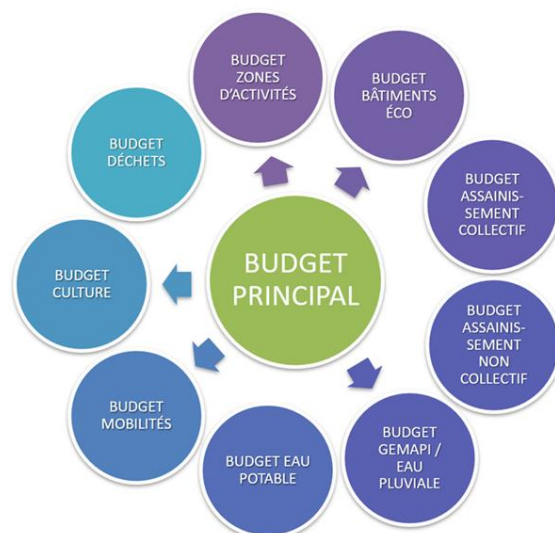 BUDGET
ZONES
D'ACTIVITÉS
BUDGET
BÂTIMENTS
ÉCO
BUDGET
DÉCHETS
BUDGET
ASSAINIS-
SEMENT
COLLECTIF
BUDGET
PRINCIPAL
BUDGET
CULTURE
BUDGET
ASSAINIS-
SEMENT
NON
COLLECTIF
BUDGET
MOBILITÉS
BUDGET
GEMAPI /
EAU
PLUVIALE
BUDGET EAU
POTABLE